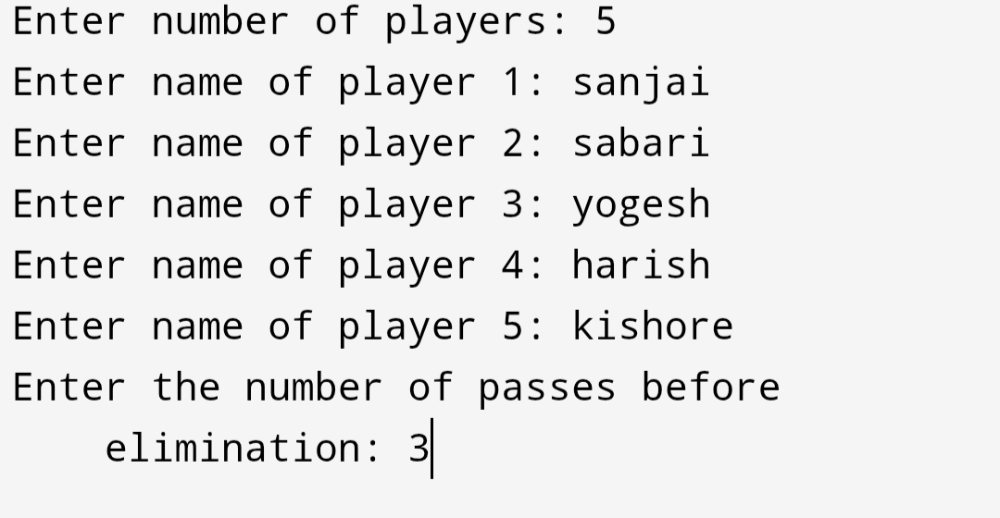 Enter number of players: 5
Enter name of player 1: sanjai
Enter name of player 2: sabari
Enter name of player 3: yogesh
Enter name of player 4: harish
Enter name of player 5: kishore
Enter the number of passes before
elimination: 3